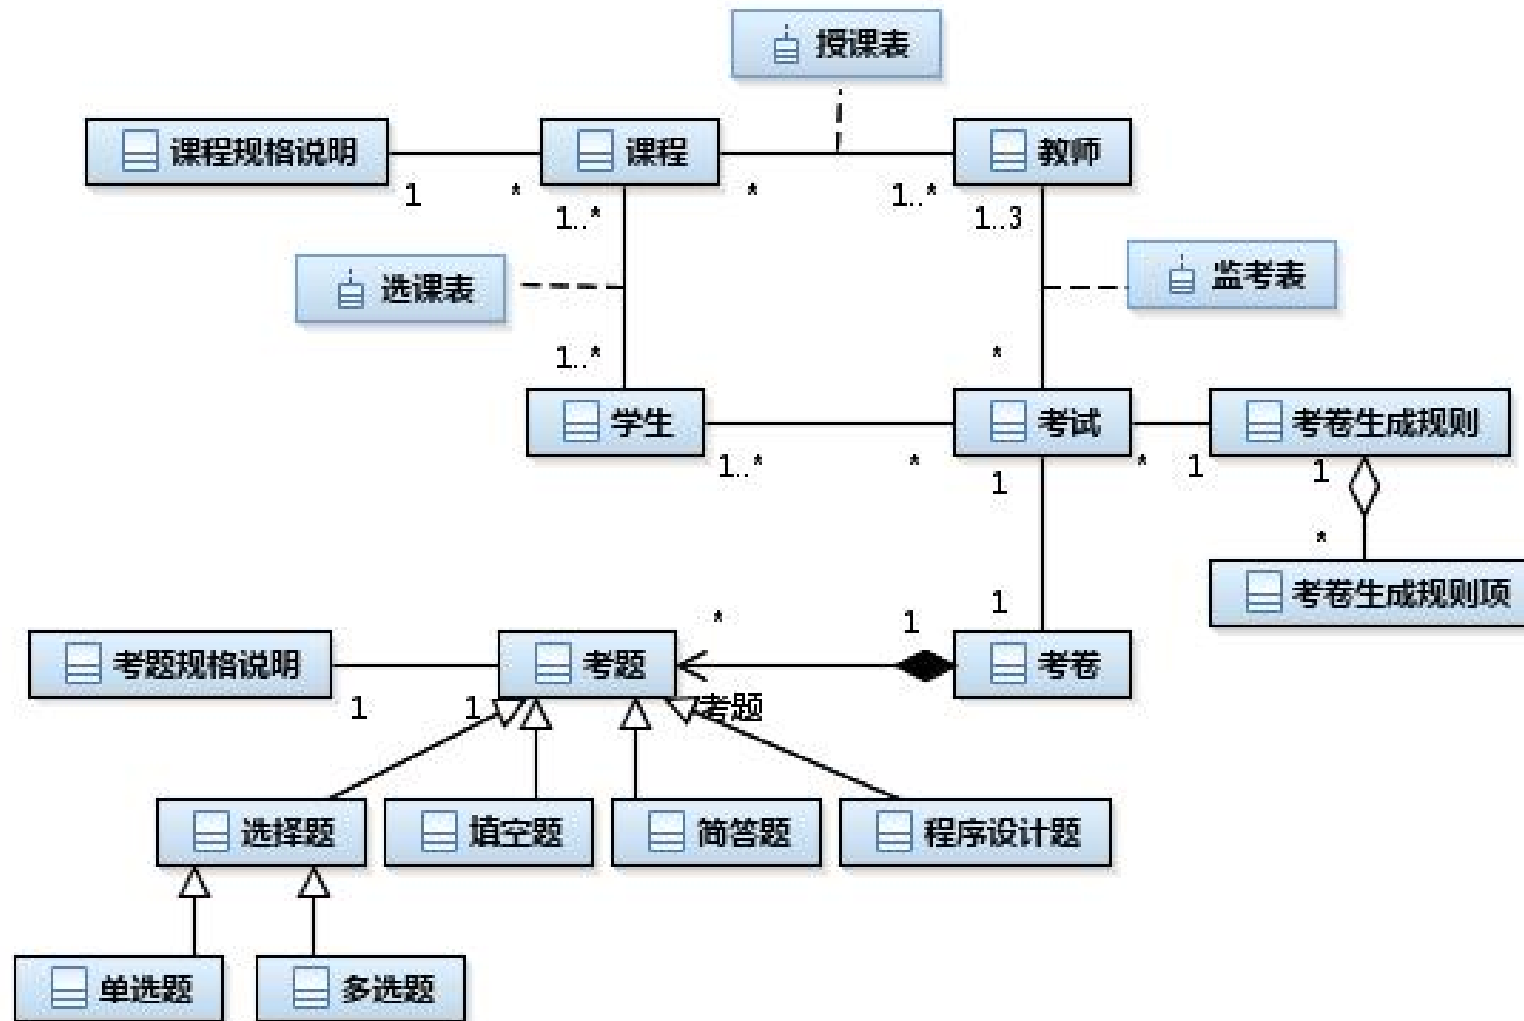 授课表
课程规格说明
课程
教师
1
*
1..*
*
1..*
1..3
选课表
监考表
1..*
*
学生
考试
考卷生成规则
1..*
*
1
*
1
1
*
考卷生成规则项
*
1
1
考题规格说明
考题
考卷
1
1
考题
选择题
填空题
简答题
程序设计题
单选题
多选题